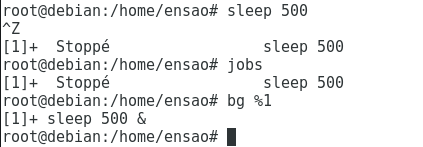 root@debian:/home/ensao# sleep 500
^Z
[1]+  Stoppé                 sleep 500
root@debian:/home/ensao# jobs
[1]+  Stoppé                 sleep 500
root@debian:/home/ensao# bg %1
[1]+ sleep 500 &
root@debian:/home/ensao#